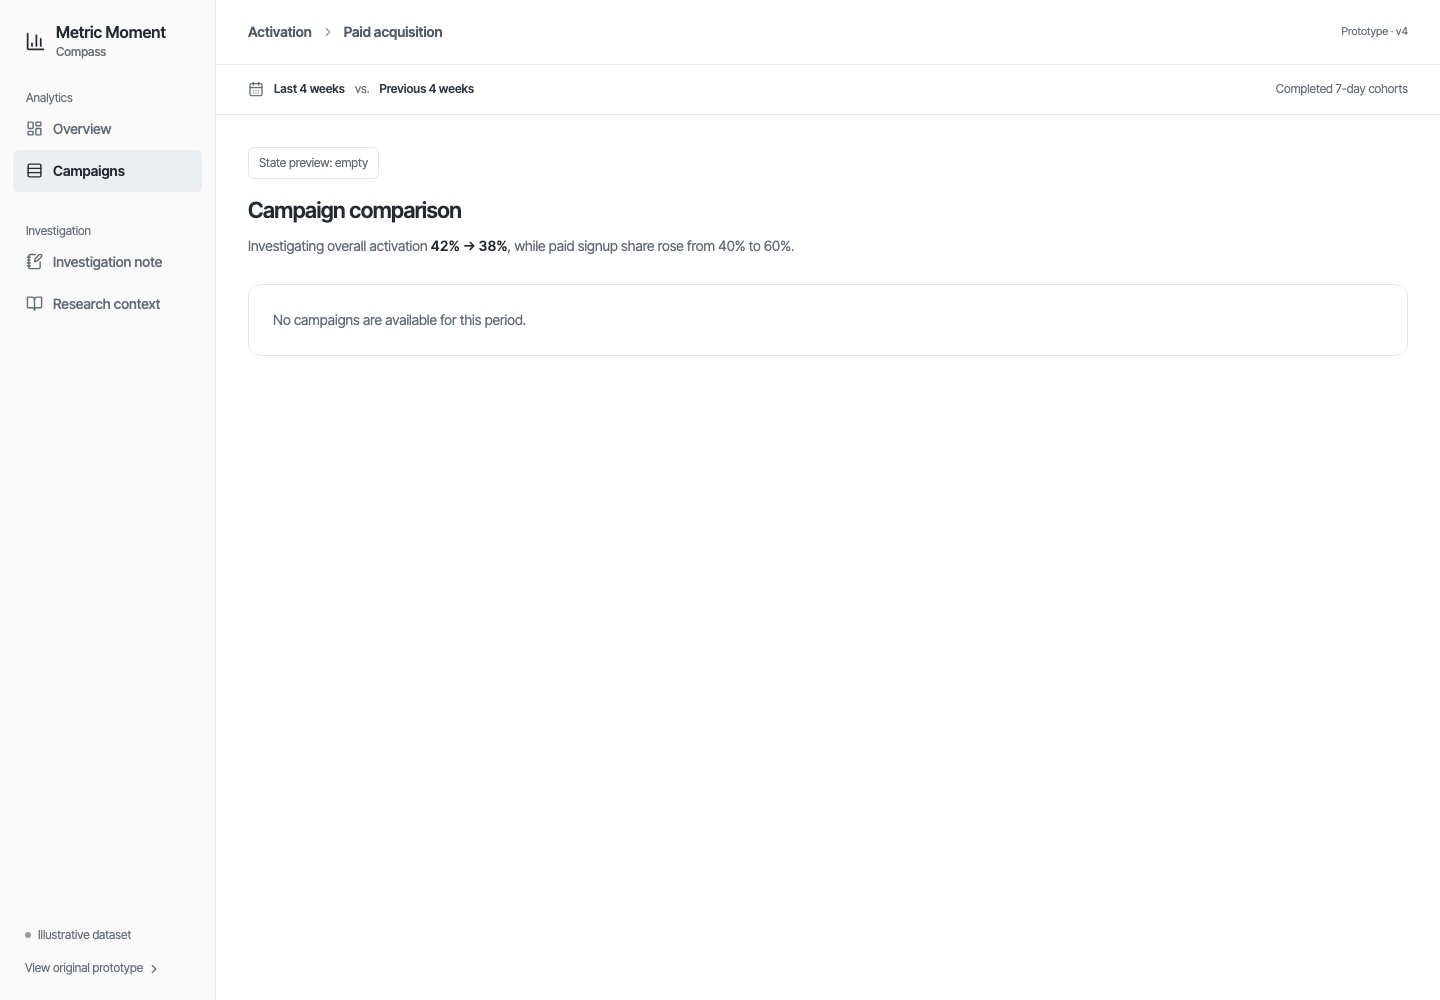 Metric Moment
Compass
Analytics
Overview
Campaigns
Investigation
Investigation note
Research context
Illustrative dataset
View original prototype
Activation > Paid acquisition
Prototype · v4
Last 4 weeks vs. Previous 4 weeks
Completed 7-day cohorts
State preview: empty
Campaign comparison
Investigating overall activation 42% → 38%, while paid signup share rose from 40% to 60%.
No campaigns are available for this period.